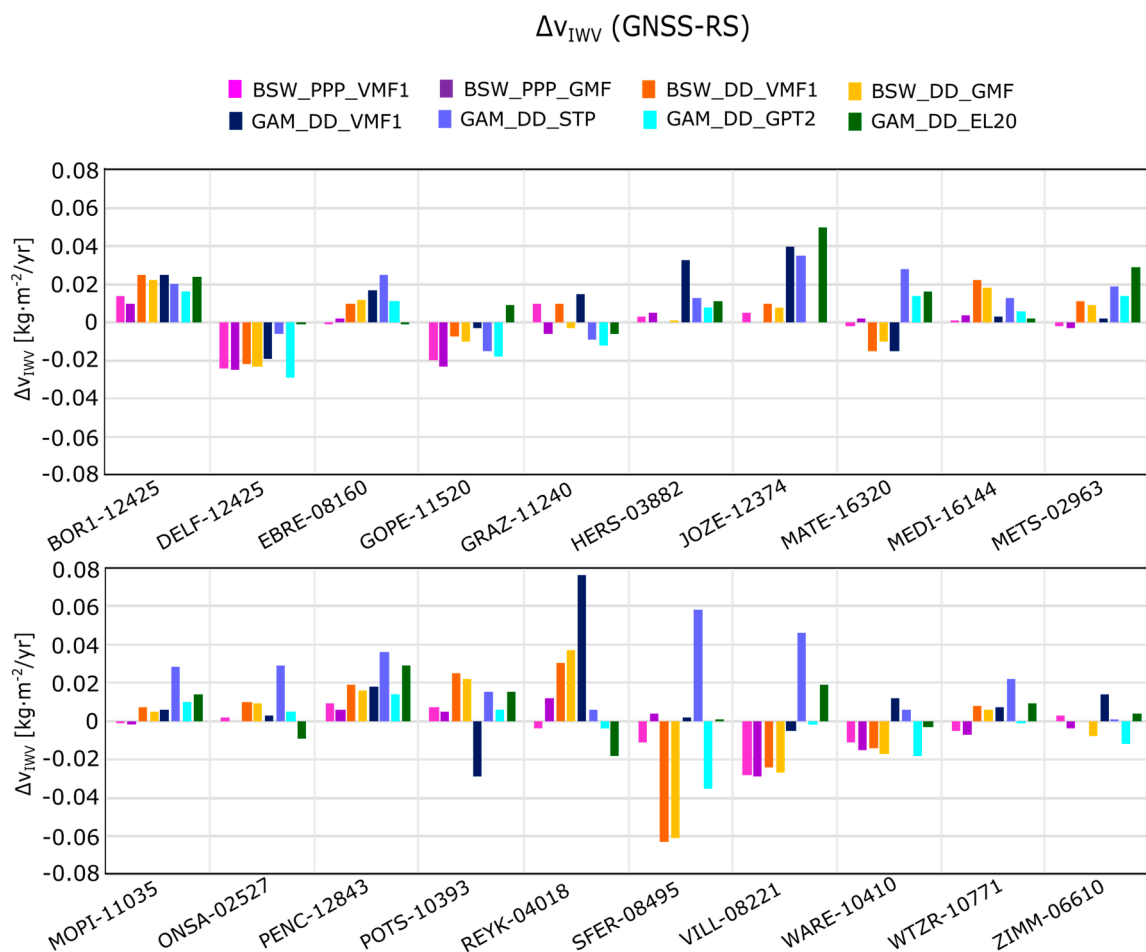 Δv_IWV (GNSS-RS)
BSW_PPP_VMF1 BSW_PPP_GMF BSW_DD_VMF1 BSW_DD_GMF
GAM_DD_VMF1 GAM_DD_STP GAM_DD_GPT2 GAM_DD_EL20
Δv_IWV [kg·m⁻²/yr]
0.08
0.06
0.04
0.02
0
-0.02
-0.04
-0.06
-0.08
BOR1-12425 DELF-12425 EBRE-08160 GOPE-11520 GRAZ-11240 HERS-03882 JOZE-12374 MATE-16320 MEDI-16144 METS-02963
Δv_IWV [kg·m⁻²/yr]
0.08
0.06
0.04
0.02
0
-0.02
-0.04
-0.06
-0.08
MOPI-11035 ONSA-02527 PENC-12843 POTS-10393 REYK-04018 SFER-08495 VILL-08221 WARE-10410 WTZR-10771 ZIMM-06610